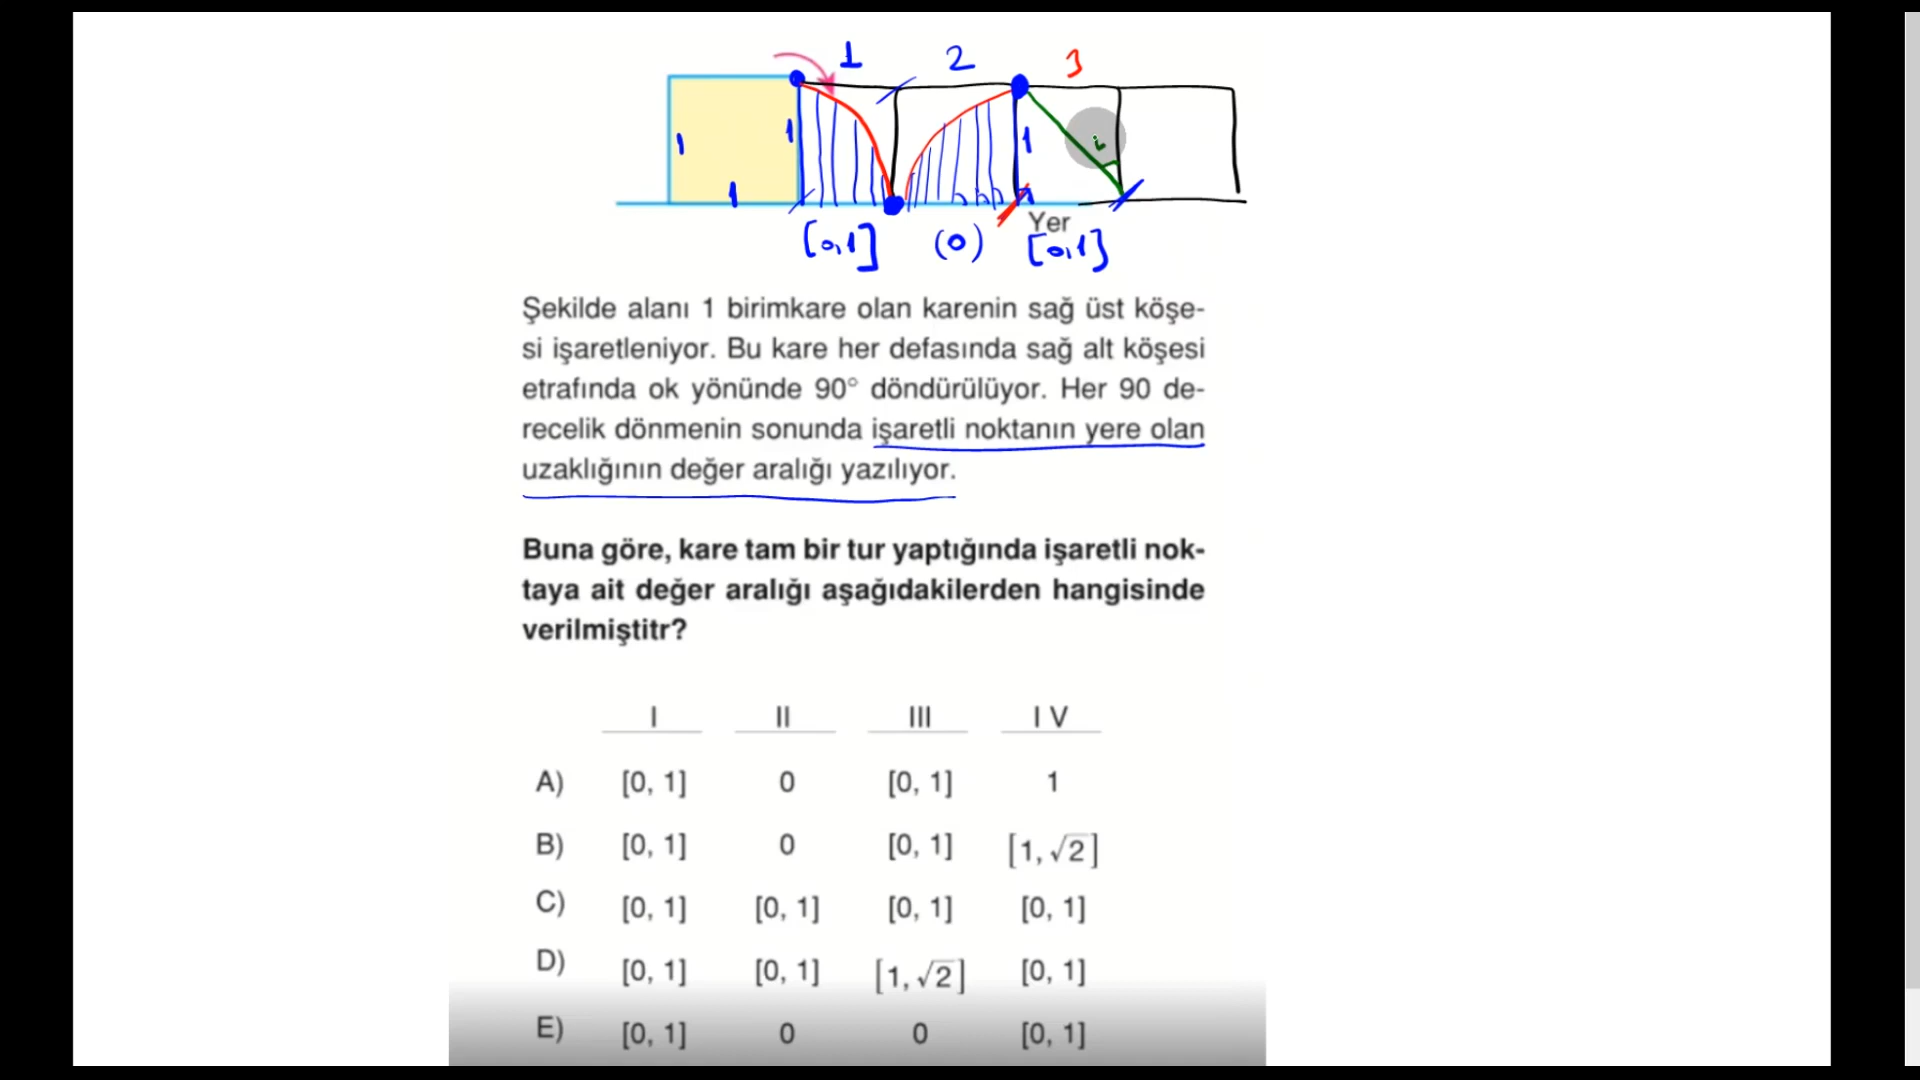 1 2 3
1 1 1 1
Yer
[0,1] (0) [0,1]
Şekilde alanı 1 birimkare olan karenin sağ üst köşe-
si işaretleniyor. Bu kare her defasında sağ alt köşesi
etrafında ok yönünde 90° döndürülüyor. Her 90 de-
recelik dönmenin sonunda işaretli noktanın yere olan
uzaklığının değer aralığı yazılıyor.
Buna göre, kare tam bir tur yaptığında işaretli nok-
taya ait değer aralığı aşağıdakilerden hangisinde
verilmiştitr?
I II III I V
A) [0, 1] 0 [0, 1] 1
B) [0, 1] 0 [0, 1] [1, √2]
C) [0, 1] [0, 1] [0, 1] [0, 1]
D) [0, 1] [0, 1] [1, √2] [0, 1]
E) [0, 1] 0 0 [0, 1]